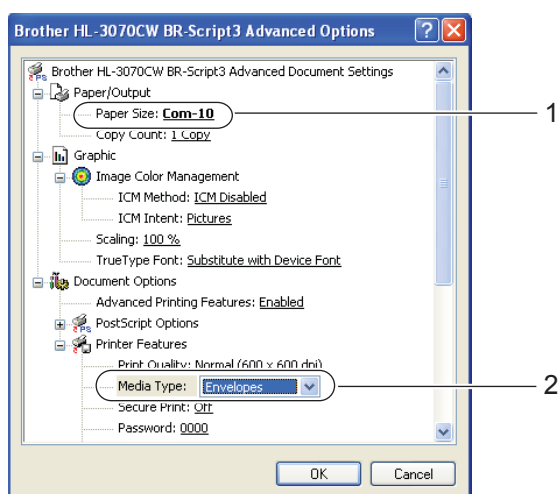 Brother HL-3070CW BR-Script3 Advanced Options
Brother HL-3070CW BR-Script3 Advanced Document Settings
Paper/Output
Paper Size: Com-10
1
Copy Count: 1 Copy
Graphic
Image Color Management
ICM Method: ICM Disabled
ICM Intent: Pictures
Scaling: 100 %
TrueType Font: Substitute with Device Font
Document Options
Advanced Printing Features: Enabled
PostScript Options
Printer Features
Print Quality: Normal (600 x 600 dpi)
Media Type: Envelopes
2
Secure Print: Off
Password: 0000
OK
Cancel